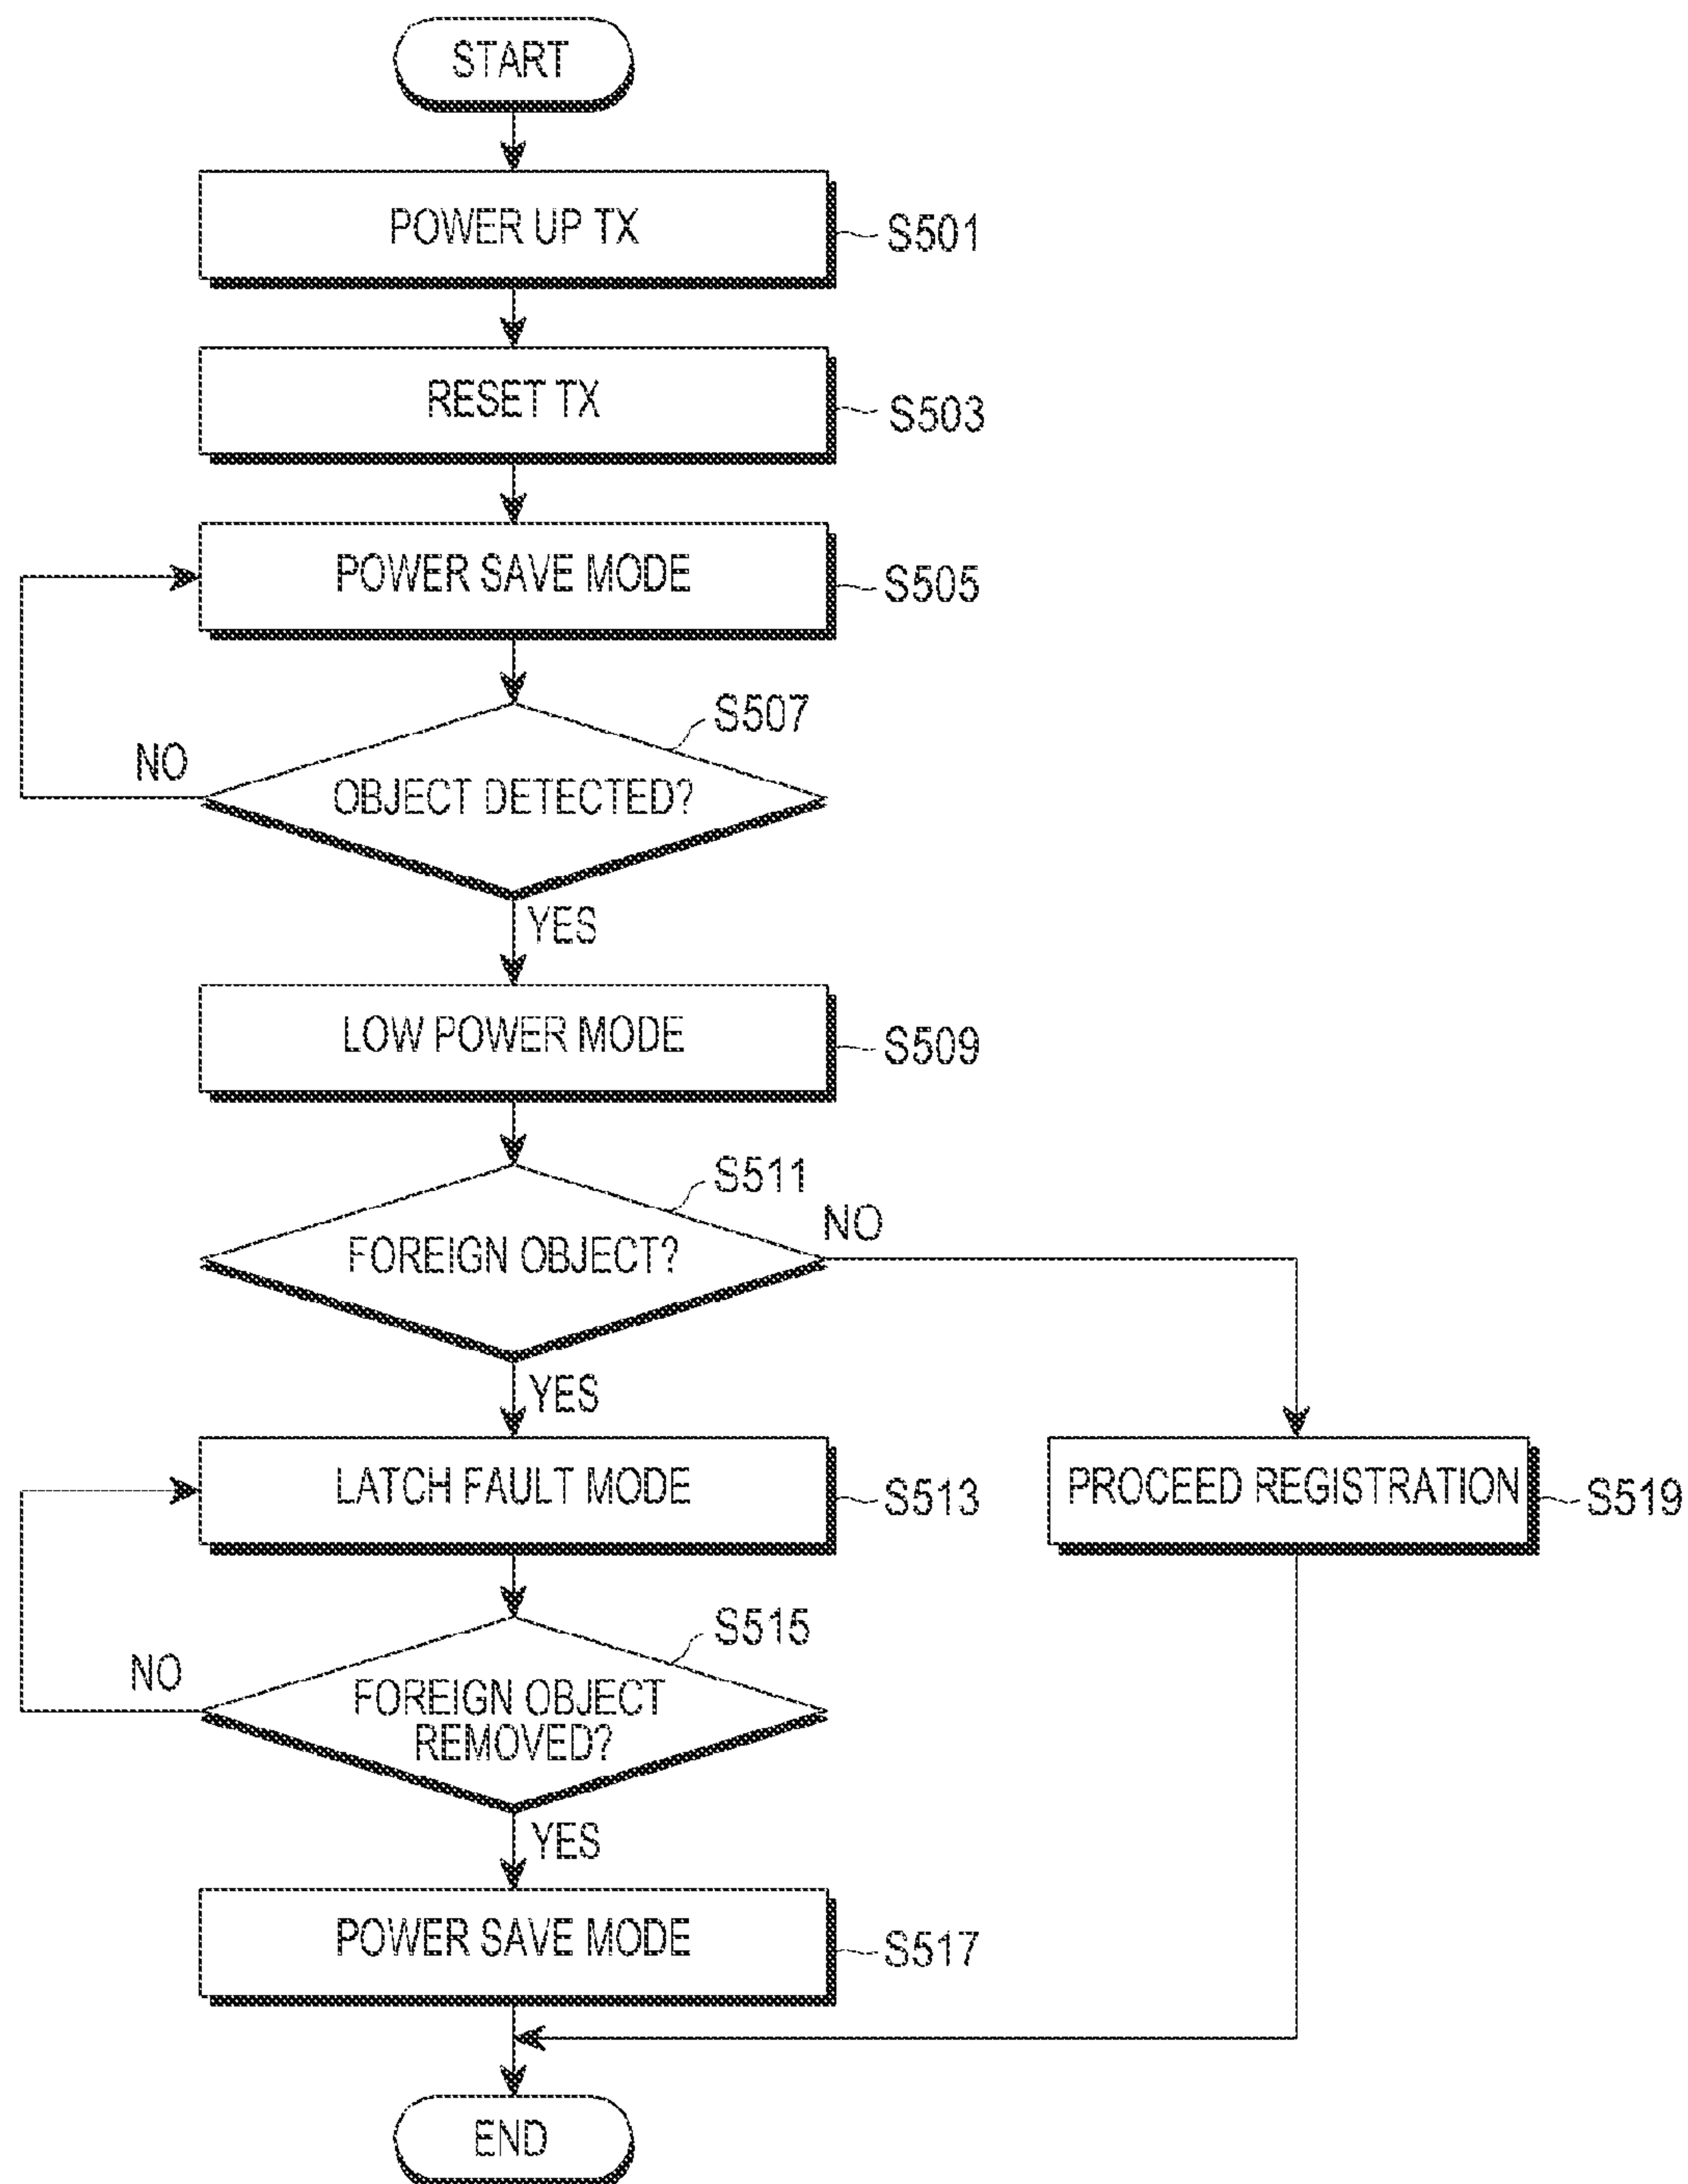 START
POWER UP TX
S501
RESET TX
S503
POWER SAVE MODE
S505
S507
NO
OBJECT DETECTED?
YES
LOW POWER MODE
S509
S511
NO
FOREIGN OBJECT?
YES
LATCH FAULT MODE
S513
PROCEED REGISTRATION
S519
S515
NO
FOREIGN OBJECT
REMOVED?
YES
POWER SAVE MODE
S517
END